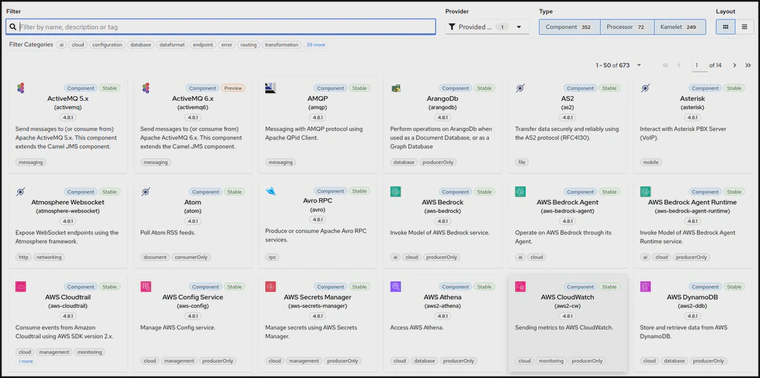 Filter
Provider
Type
Layout
Filter by name, description or tag
Provided ... 1
Component 352
Processor 72
Kamelet 249
Filter Categories ai cloud configuration database dataformat endpoint error routing transformation 39 more
1 - 50 of 673
1 of 14
Component Stable
ActiveMQ 5.x
(activemq)
4.8.1
Send messages to (or consume from)
Apache ActiveMQ 5.x. This component
extends the Camel JMS component.
messaging
Component Preview
ActiveMQ 6.x
(activemq6)
4.8.1
Send messages to (or consume from)
Apache ActiveMQ 6.x. This component
extends the Camel JMS component.
messaging
Component Stable
AMQP
(amqp)
4.8.1
Messaging with AMQP protocol using
Apache QPid Client.
messaging
Component Stable
ArangoDb
(arangodb)
4.8.1
Perform operations on ArangoDb when
used as a Document Database, or as a
Graph Database
database producerOnly
Component Stable
AS2
(as2)
4.8.1
Transfer data securely and reliably using
the AS2 protocol (RFC4130).
file
Component Stable
Asterisk
(asterisk)
4.8.1
Interact with Asterisk PBX Server
(VoIP).
mobile
Component Stable
Atmosphere Websocket
(atmosphere-websocket)
4.8.1
Expose WebSocket endpoints using the
Atmosphere framework.
http networking
Component Stable
Atom
(atom)
4.8.1
Poll Atom RSS feeds.
document consumerOnly
Component Stable
Avro RPC
(avro)
4.8.1
Produce or consume Apache Avro RPC
services.
rpc
Component Stable
AWS Bedrock
(aws-bedrock)
4.8.1
Invoke Model of AWS Bedrock service.
ai cloud producerOnly
Component Stable
AWS Bedrock Agent
(aws-bedrock-agent)
4.8.1
Operate on AWS Bedrock through its
Agent.
ai cloud
Component Stable
AWS Bedrock Agent Runtime
(aws-bedrock-agent-runtime)
4.8.1
Invoke Model of AWS Bedrock Agent
Runtime service.
ai cloud producerOnly
Component Stable
AWS Cloudtrail
(aws-cloudtrail)
4.8.1
Consume events from Amazon
Cloudtrail using AWS SDK version 2.x.
cloud management monitoring
1 more
Component Stable
AWS Config Service
(aws-config)
4.8.1
Manage AWS Config service.
cloud management producerOnly
Component Stable
AWS Secrets Manager
(aws-secrets-manager)
4.8.1
Manage secrets using AWS Secrets
Manager.
cloud management producerOnly
Component Stable
AWS Athena
(aws2-athena)
4.8.1
Access AWS Athena.
cloud database producerOnly
Component Stable
AWS CloudWatch
(aws2-cw)
4.8.1
Sending metrics to AWS CloudWatch.
cloud monitoring producerOnly
Component Stable
AWS DynamoDB
(aws2-ddb)
4.8.1
Store and retrieve data from AWS
DynamoDB.
cloud database producerOnly